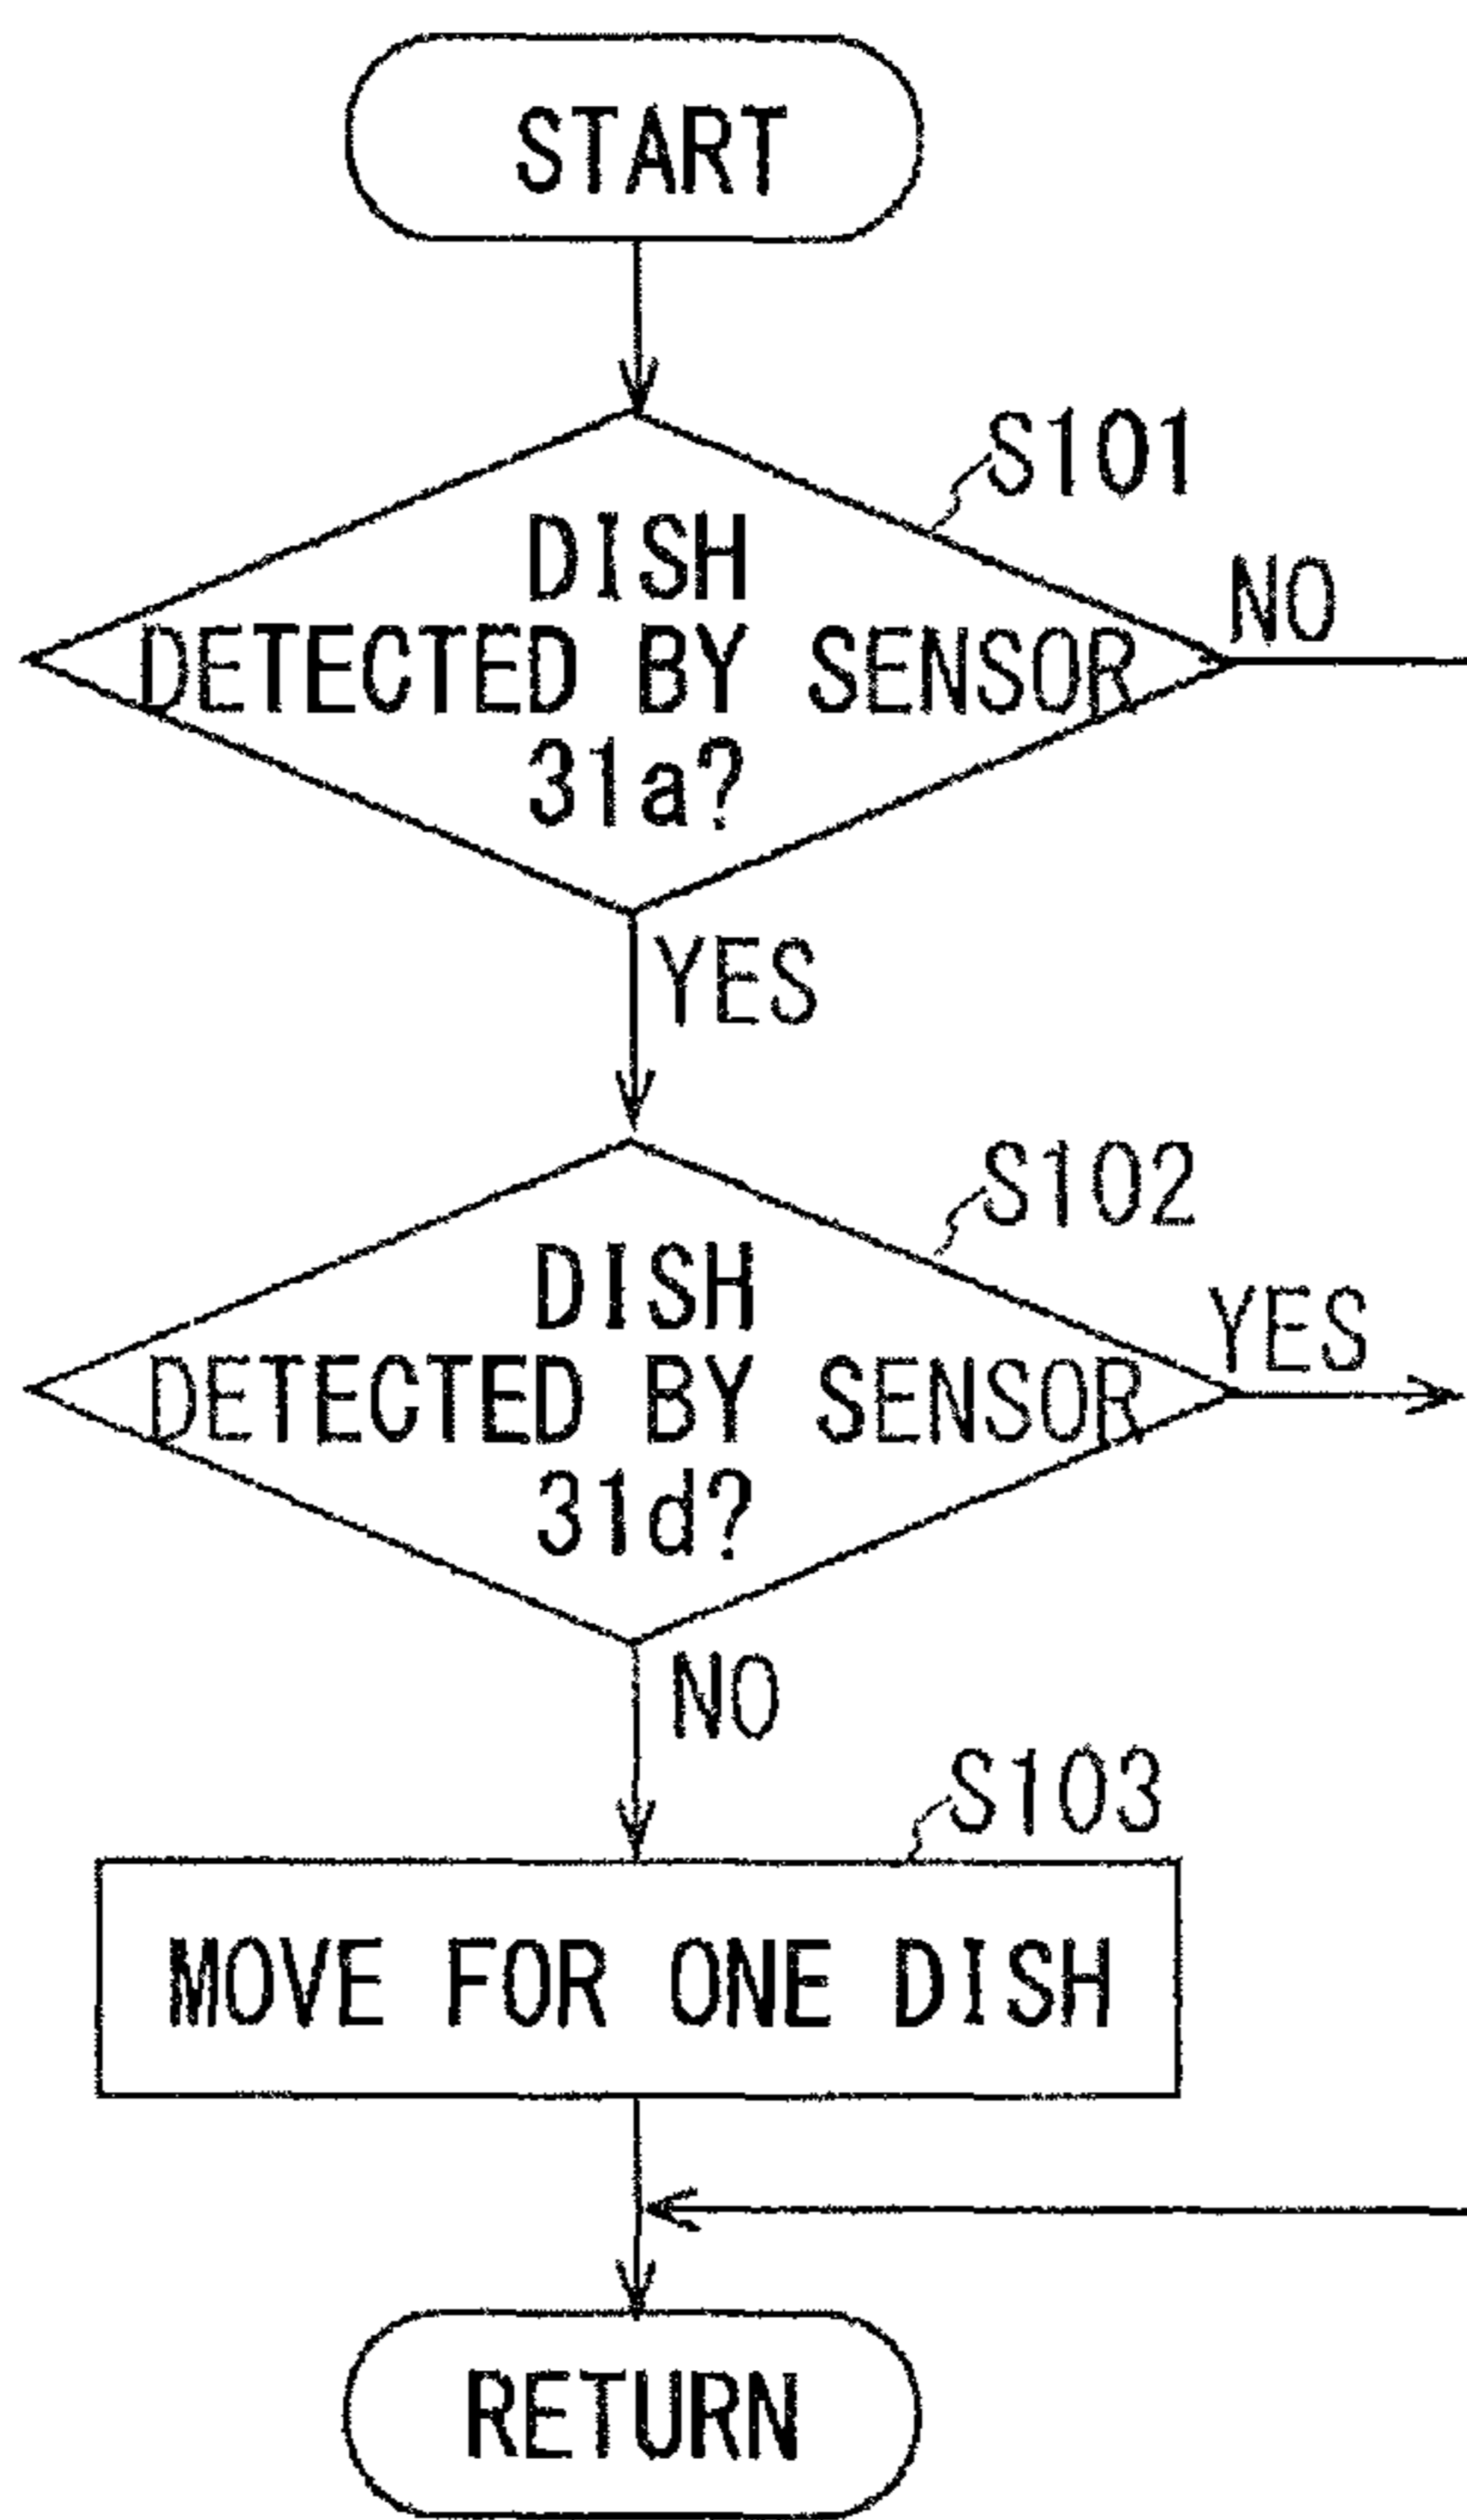 START
S101
DISH
DETECTED BY SENSOR
31a?
NO
YES
S102
DISH
DETECTED BY SENSOR
31d?
YES
NO
S103
MOVE FOR ONE DISH
RETURN